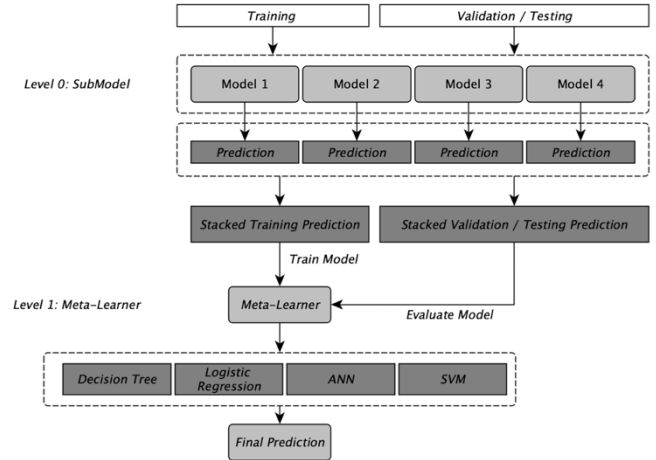 Training
Validation / Testing
Level 0: SubModel
Model 1
Model 2
Model 3
Model 4
Prediction
Prediction
Prediction
Prediction
Stacked Training Prediction
Stacked Validation / Testing Prediction
Train Model
Level 1: Meta-Learner
Meta-Learner
Evaluate Model
Decision Tree
Logistic
Regression
ANN
SVM
Final Prediction